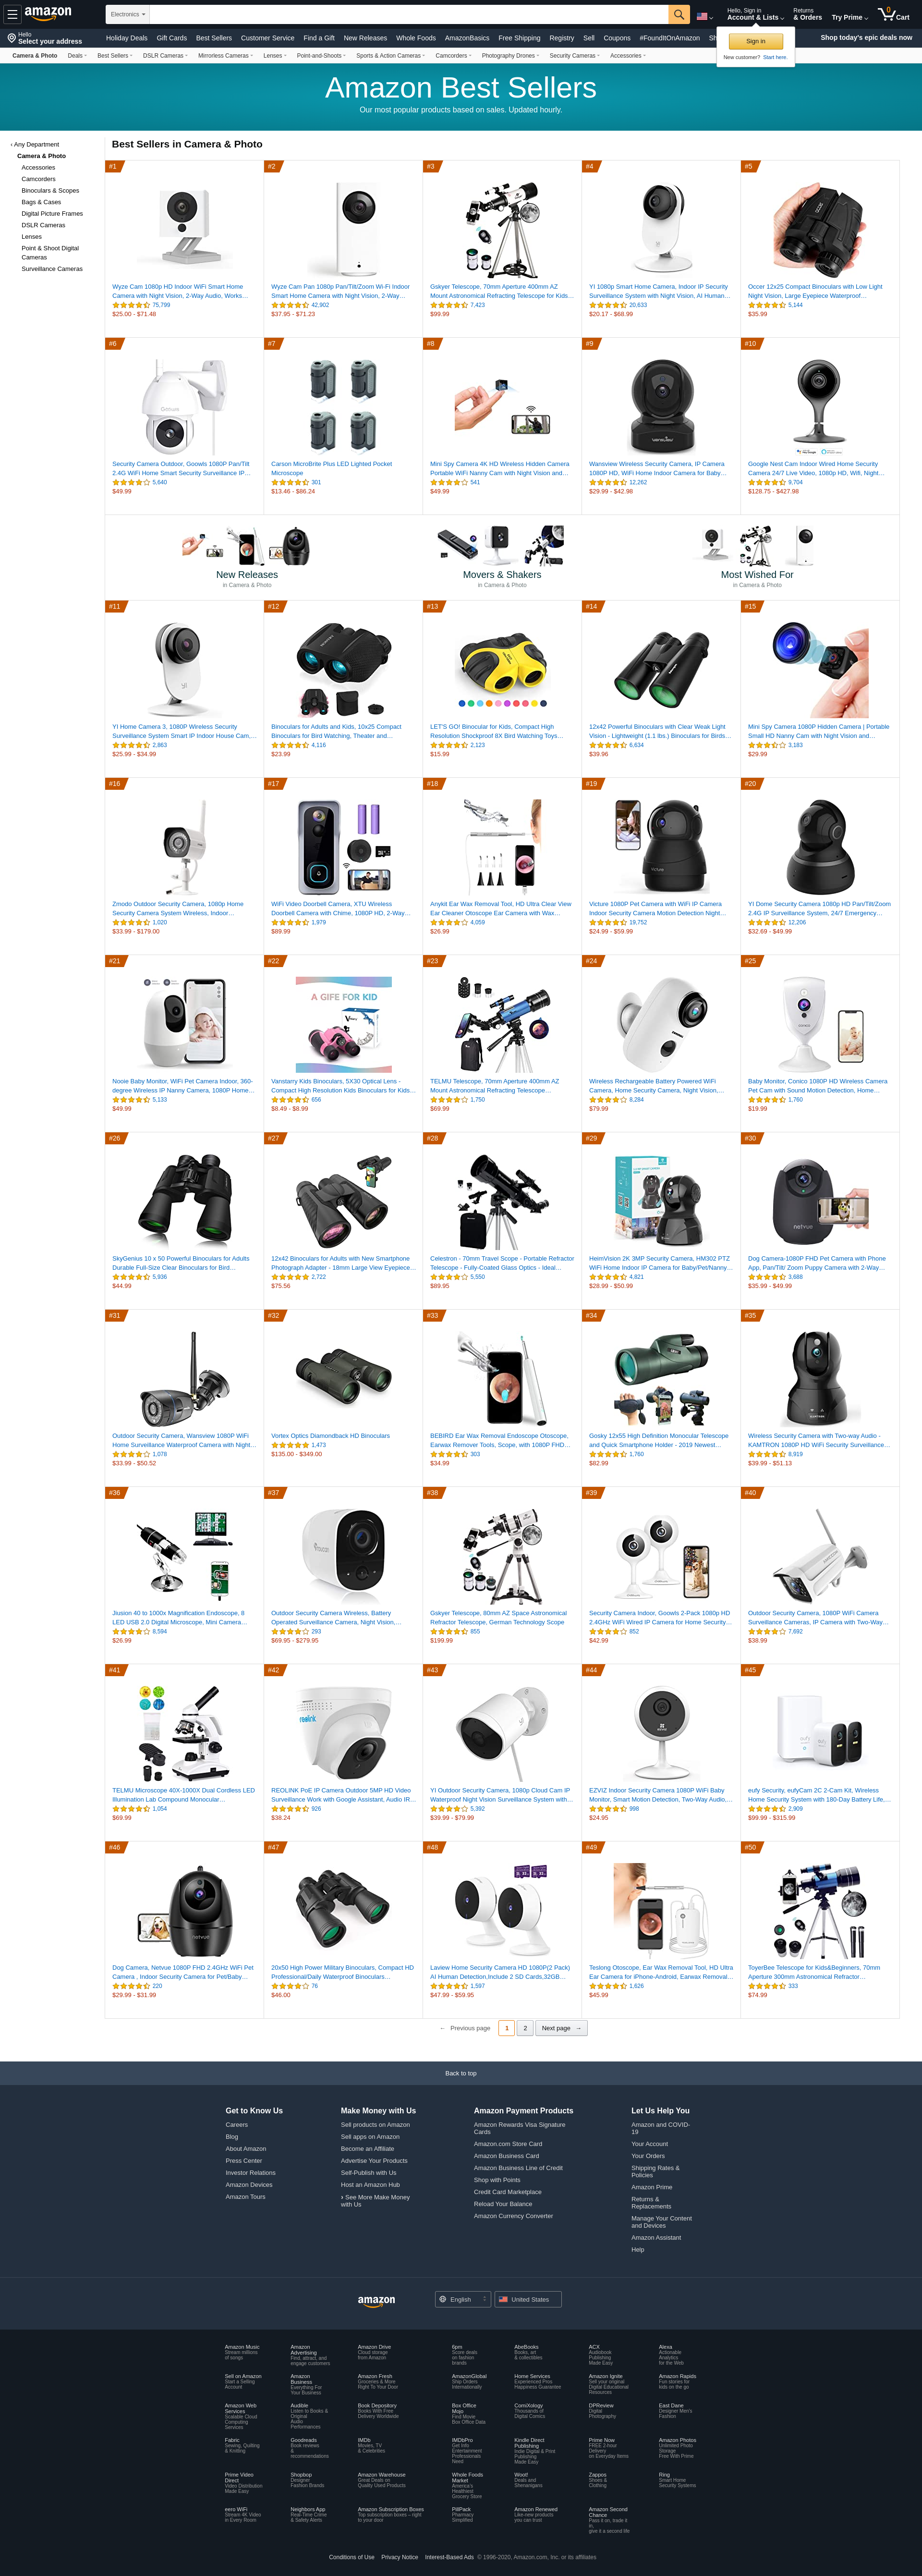 Hello
Select your address
amazon
Electronics
Hello, Sign in
Account & Lists
Returns
& Orders
Try Prime
0
Cart
Holiday Deals
Gift Cards
Best Sellers
Customer Service
Find a Gift
New Releases
Whole Foods
AmazonBasics
Free Shipping
Registry
Sell
Coupons
#FoundItOnAmazon
Shop today's epic deals now
Sign in
New customer? Start here.
Camera & Photo
Deals
Best Sellers
DSLR Cameras
Mirrorless Cameras
Lenses
Point-and-Shoots
Sports & Action Cameras
Camcorders
Photography Drones
Security Cameras
Accessories
Amazon Best Sellers
Our most popular products based on sales. Updated hourly.
‹ Any Department
Camera & Photo
Accessories
Camcorders
Binoculars & Scopes
Bags & Cases
Digital Picture Frames
DSLR Cameras
Lenses
Point & Shoot Digital
Cameras
Surveillance Cameras
Best Sellers in Camera & Photo
#1
Wyze Cam 1080p HD Indoor WiFi Smart Home
Camera with Night Vision, 2-Way Audio, Works…
75,799
$25.00 - $71.48
#2
Wyze Cam Pan 1080p Pan/Tilt/Zoom Wi-Fi Indoor
Smart Home Camera with Night Vision, 2-Way…
42,902
$37.95 - $71.23
#3
Gskyer Telescope, 70mm Aperture 400mm AZ
Mount Astronomical Refracting Telescope for Kids…
7,423
$99.99
#4
YI 1080p Smart Home Camera, Indoor IP Security
Surveillance System with Night Vision, AI Human…
20,633
$20.17 - $68.99
#5
Occer 12x25 Compact Binoculars with Low Light
Night Vision, Large Eyepiece Waterproof…
5,144
$35.99
#6
Security Camera Outdoor, Goowls 1080P Pan/Tilt
2.4G WiFi Home Smart Security Surveillance IP…
5,640
$49.99
#7
Carson MicroBrite Plus LED Lighted Pocket
Microscope
301
$13.46 - $86.24
#8
Mini Spy Camera 4K HD Wireless Hidden Camera
Portable WiFi Nanny Cam with Night Vision and…
541
$49.99
#9
Wansview Wireless Security Camera, IP Camera
1080P HD, WiFi Home Indoor Camera for Baby…
12,262
$29.99 - $42.98
#10
Google Nest Cam Indoor Wired Home Security
Camera 24/7 Live Video, 1080p HD, Wifi, Night…
9,704
$128.75 - $427.98
New Releases
in Camera & Photo
Movers & Shakers
in Camera & Photo
Most Wished For
in Camera & Photo
#11
YI Home Camera 3, 1080P Wireless Security
Surveillance System Smart IP Indoor House Cam,…
2,863
$25.99 - $34.99
#12
Binoculars for Adults and Kids, 10x25 Compact
Binoculars for Bird Watching, Theater and…
4,116
$23.99
#13
LET'S GO! Binocular for Kids, Compact High
Resolution Shockproof 8X Bird Watching Toys…
2,123
$15.99
#14
12x42 Powerful Binoculars with Clear Weak Light
Vision - Lightweight (1.1 lbs.) Binoculars for Birds…
6,634
$39.96
#15
Mini Spy Camera 1080P Hidden Camera | Portable
Small HD Nanny Cam with Night Vision and…
3,183
$29.99
#16
Zmodo Outdoor Security Camera, 1080p Home
Security Camera System Wireless, Indoor…
1,020
$33.99 - $179.00
#17
WiFi Video Doorbell Camera, XTU Wireless
Doorbell Camera with Chime, 1080P HD, 2-Way…
1,979
$89.99
#18
Anykit Ear Wax Removal Tool, HD Ultra Clear View
Ear Cleaner Otoscope Ear Camera with Wax…
4,059
$26.99
#19
Victure 1080P Pet Camera with WiFi IP Camera
Indoor Security Camera Motion Detection Night…
19,752
$24.99 - $59.99
#20
YI Dome Security Camera 1080p HD Pan/Tilt/Zoom
2.4G IP Surveillance System, 24/7 Emergency…
12,206
$32.69 - $49.99
#21
Nooie Baby Monitor, WiFi Pet Camera Indoor, 360-
degree Wireless IP Nanny Camera, 1080P Home…
5,133
$49.99
#22
A GIFE FOR KID
Vanstarry Kids Binoculars, 5X30 Optical Lens -
Compact High Resolution Kids Binoculars for Kids…
656
$8.49 - $8.99
#23
TELMU Telescope, 70mm Aperture 400mm AZ
Mount Astronomical Refracting Telescope…
1,750
$69.99
#24
Wireless Rechargeable Battery Powered WiFi
Camera, Home Security Camera, Night Vision,…
8,284
$79.99
#25
Baby Monitor, Conico 1080P HD Wireless Camera
Pet Cam with Sound Motion Detection, Home…
1,760
$19.99
#26
SkyGenius 10 x 50 Powerful Binoculars for Adults
Durable Full-Size Clear Binoculars for Bird…
5,936
$44.99
#27
12x42 Binoculars for Adults with New Smartphone
Photograph Adapter - 18mm Large View Eyepiece…
2,722
$75.56
#28
Celestron - 70mm Travel Scope - Portable Refractor
Telescope - Fully-Coated Glass Optics - Ideal…
5,550
$89.95
#29
HeimVision 2K 3MP Security Camera, HM302 PTZ
WiFi Home Indoor IP Camera for Baby/Pet/Nanny…
4,821
$28.99 - $50.99
#30
netvue
Dog Camera-1080P FHD Pet Camera with Phone
App, Pan/Tilt/ Zoom Puppy Camera with 2-Way…
3,688
$35.99 - $49.99
#31
Outdoor Security Camera, Wansview 1080P WiFi
Home Surveillance Waterproof Camera with Night…
1,078
$33.99 - $50.52
#32
Vortex Optics Diamondback HD Binoculars
1,473
$135.00 - $349.00
#33
BEBIRD Ear Wax Removal Endoscope Otoscope,
Earwax Remover Tools, Scope, with 1080P FHD…
303
$34.99
#34
Gosky 12x55 High Definition Monocular Telescope
and Quick Smartphone Holder - 2019 Newest…
1,760
$82.99
#35
Wireless Security Camera with Two-way Audio -
KAMTRON 1080P HD WiFi Security Surveillance…
8,919
$39.99 - $51.13
#36
Jiusion 40 to 1000x Magnification Endoscope, 8
LED USB 2.0 Digital Microscope, Mini Camera…
8,594
$26.99
#37
Outdoor Security Camera Wireless, Battery
Operated Surveillance Camera, Night Vision,…
293
$69.95 - $279.95
#38
Gskyer Telescope, 80mm AZ Space Astronomical
Refractor Telescope, German Technology Scope
855
$199.99
#39
Security Camera Indoor, Goowls 2-Pack 1080p HD
2.4GHz WiFi Wired IP Camera for Home Security…
852
$42.99
#40
Outdoor Security Camera, 1080P WiFi Camera
Surveillance Cameras, IP Camera with Two-Way…
7,692
$38.99
#41
TELMU Microscope 40X-1000X Dual Cordless LED
Illumination Lab Compound Monocular…
1,054
$69.99
#42
reolink
REOLINK PoE IP Camera Outdoor 5MP HD Video
Surveillance Work with Google Assistant, Audio IR…
926
$38.24
#43
YI Outdoor Security Camera, 1080p Cloud Cam IP
Waterproof Night Vision Surveillance System with…
5,392
$39.99 - $79.99
#44
EZVIZ Indoor Security Camera 1080P WiFi Baby
Monitor, Smart Motion Detection, Two-Way Audio,…
998
$24.95
#45
eufy Security, eufyCam 2C 2-Cam Kit, Wireless
Home Security System with 180-Day Battery Life,…
2,909
$99.99 - $315.99
#46
netvue
Dog Camera, Netvue 1080P FHD 2.4GHz WiFi Pet
Camera , Indoor Security Camera for Pet/Baby…
220
$29.99 - $31.99
#47
20x50 High Power Military Binoculars, Compact HD
Professional/Daily Waterproof Binoculars…
76
$46.00
#48
Laview Home Security Camera HD 1080P(2 Pack)
AI Human Detection,Include 2 SD Cards,32GB…
1,597
$47.99 - $59.95
#49
Teslong Otoscope, Ear Wax Removal Tool, HD Ultra
Ear Camera for iPhone-Android, Earwax Removal…
1,626
$45.99
#50
ToyerBee Telescope for Kids&Beginners, 70mm
Aperture 300mm Astronomical Refractor…
333
$74.99
← Previous page
1
2
Next page →
Back to top
Get to Know Us
Careers
Blog
About Amazon
Press Center
Investor Relations
Amazon Devices
Amazon Tours
Make Money with Us
Sell products on Amazon
Sell apps on Amazon
Become an Affiliate
Advertise Your Products
Self-Publish with Us
Host an Amazon Hub
› See More Make Money
with Us
Amazon Payment Products
Amazon Rewards Visa Signature
Cards
Amazon.com Store Card
Amazon Business Card
Amazon Business Line of Credit
Shop with Points
Credit Card Marketplace
Reload Your Balance
Amazon Currency Converter
Let Us Help You
Amazon and COVID-
19
Your Account
Your Orders
Shipping Rates &
Policies
Amazon Prime
Returns &
Replacements
Manage Your Content
and Devices
Amazon Assistant
Help
amazon
English
United States
Amazon Music
Stream millions
of songs
Amazon
Advertising
Find, attract, and
engage customers
Amazon Drive
Cloud storage
from Amazon
6pm
Score deals
on fashion
brands
AbeBooks
Books, art
& collectibles
ACX
Audiobook
Publishing
Made Easy
Alexa
Actionable
Analytics
for the Web
Sell on Amazon
Start a Selling
Account
Amazon
Business
Everything For
Your Business
Amazon Fresh
Groceries & More
Right To Your Door
AmazonGlobal
Ship Orders
Internationally
Home Services
Experienced Pros
Happiness Guarantee
Amazon Ignite
Sell your original
Digital Educational
Resources
Amazon Rapids
Fun stories for
kids on the go
Amazon Web
Services
Scalable Cloud
Computing
Services
Audible
Listen to Books &
Original
Audio
Performances
Book Depository
Books With Free
Delivery Worldwide
Box Office
Mojo
Find Movie
Box Office Data
ComiXology
Thousands of
Digital Comics
DPReview
Digital
Photography
East Dane
Designer Men's
Fashion
Fabric
Sewing, Quilting
& Knitting
Goodreads
Book reviews
&
recommendations
IMDb
Movies, TV
& Celebrities
IMDbPro
Get Info
Entertainment
Professionals
Need
Kindle Direct
Publishing
Indie Digital & Print
Publishing
Made Easy
Prime Now
FREE 2-hour
Delivery
on Everyday Items
Amazon Photos
Unlimited Photo
Storage
Free With Prime
Prime Video
Direct
Video Distribution
Made Easy
Shopbop
Designer
Fashion Brands
Amazon Warehouse
Great Deals on
Quality Used Products
Whole Foods
Market
America's
Healthiest
Grocery Store
Woot!
Deals and
Shenanigans
Zappos
Shoes &
Clothing
Ring
Smart Home
Security Systems
eero WiFi
Stream 4K Video
in Every Room
Neighbors App
Real-Time Crime
& Safety Alerts
Amazon Subscription Boxes
Top subscription boxes – right
to your door
PillPack
Pharmacy
Simplified
Amazon Renewed
Like-new products
you can trust
Amazon Second
Chance
Pass it on, trade it
in,
give it a second life
Conditions of Use
Privacy Notice
Interest-Based Ads
© 1996-2020, Amazon.com, Inc. or its affiliates